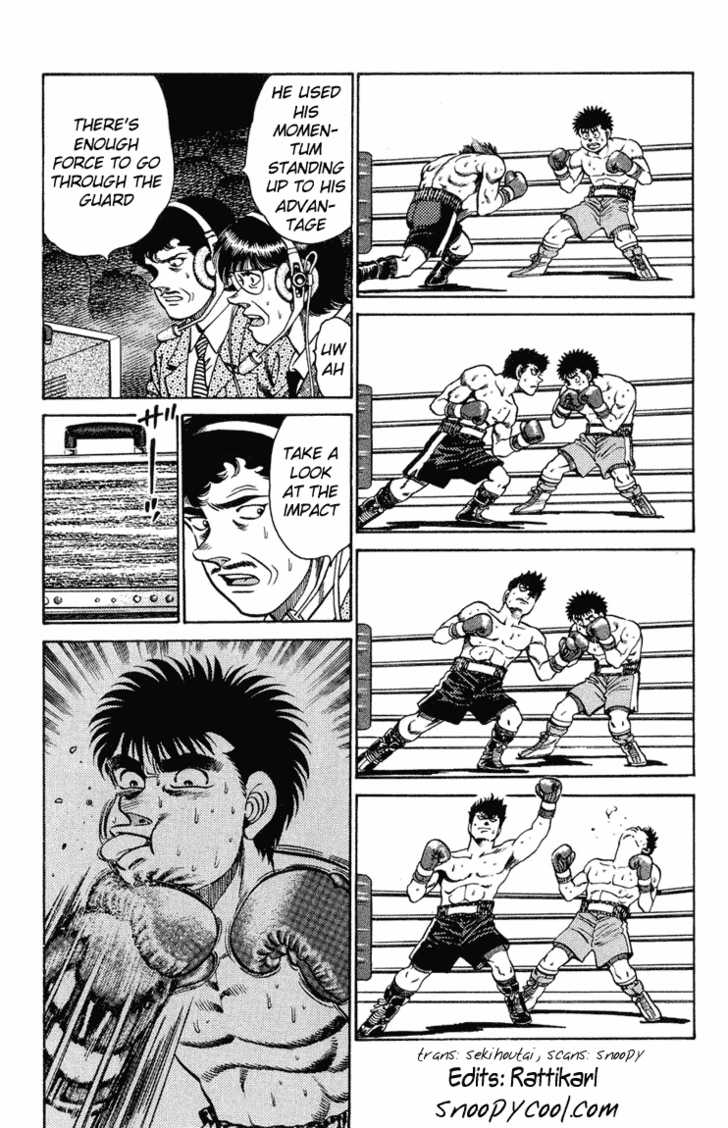 HE USED
HIS
MOMEN-
TUM
STANDING
UP TO HIS
ADVAN-
TAGE
THERE'S
ENOUGH
FORCE TO GO
THROUGH THE
GUARD
UW
AH
TAKE A
LOOK
AT THE
IMPACT
trans: sekihoutai, scans: snoopy
Edits: Rattikarl
snoopycool.com